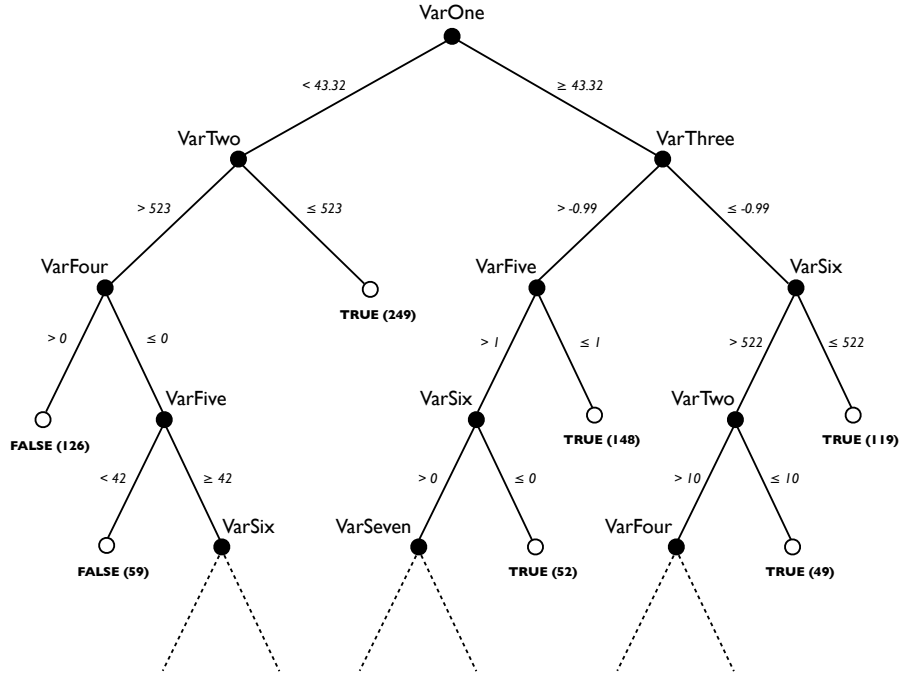 VarOne
< 43.32
≥ 43.32
VarTwo
VarThree
> 523
≤ 523
> -0.99
≤ -0.99
VarFour
VarFive
VarSix
TRUE (249)
> 0
≤ 0
> 1
≤ 1
> 522
≤ 522
VarFive
VarSix
VarTwo
FALSE (126)
TRUE (148)
TRUE (119)
< 42
≥ 42
> 0
≤ 0
> 10
≤ 10
VarSix
VarSeven
VarFour
FALSE (59)
TRUE (52)
TRUE (49)